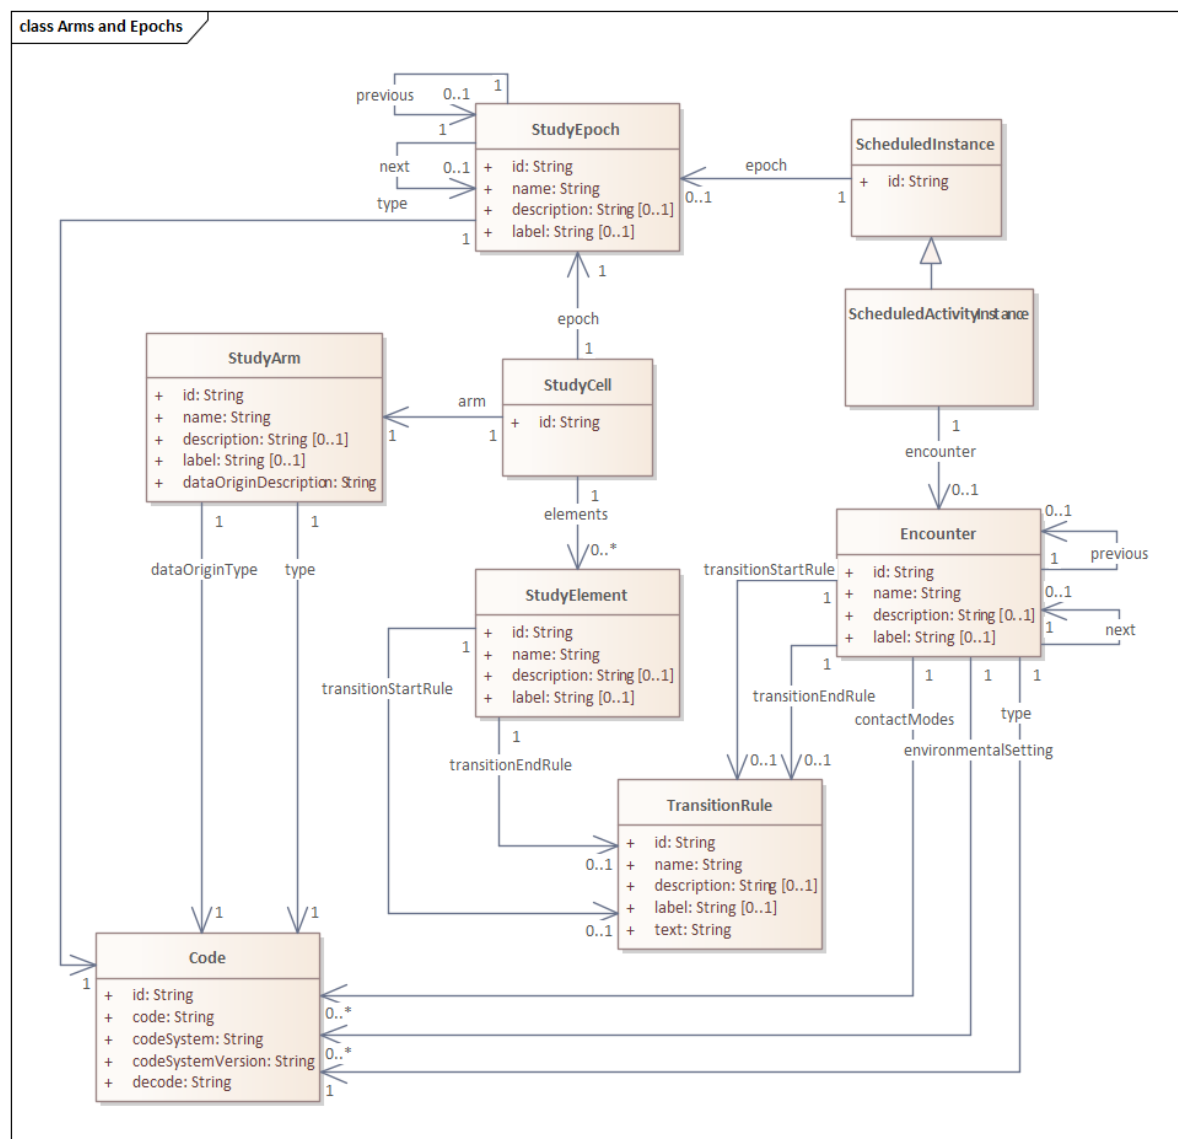 class Arms and Epochs
previous
0..1
1
1
next
0..1
type
1
StudyEpoch
+ id: String
+ name: String
+ description: String [0..1]
+ label: String [0..1]
epoch
0..1
1
ScheduledInstance
+ id: String
1
epoch
1
ScheduledActivityInstance
1
encounter
0..1
StudyArm
+ id: String
+ name: String
+ description: String [0..1]
+ label: String [0..1]
+ dataOriginDescription: String
arm
1
1
StudyCell
+ id: String
1
elements
0..*
1
dataOriginType
1
type
1
1
StudyElement
+ id: String
+ name: String
+ description: String [0..1]
+ label: String [0..1]
1
transitionStartRule
1
transitionEndRule
0..1
0..1
Encounter
+ id: String
+ name: String
+ description: String [0..1]
+ label: String [0..1]
0..1
previous
1
0..1
next
1
transitionStartRule
1
1
transitionEndRule
0..1
0..1
1
contactModes
1
environmentalSetting
1
type
TransitionRule
+ id: String
+ name: String
+ description: String [0..1]
+ label: String [0..1]
+ text: String
Code
+ id: String
+ code: String
+ codeSystem: String
+ codeSystemVersion: String
+ decode: String
1
0..*
0..*
1